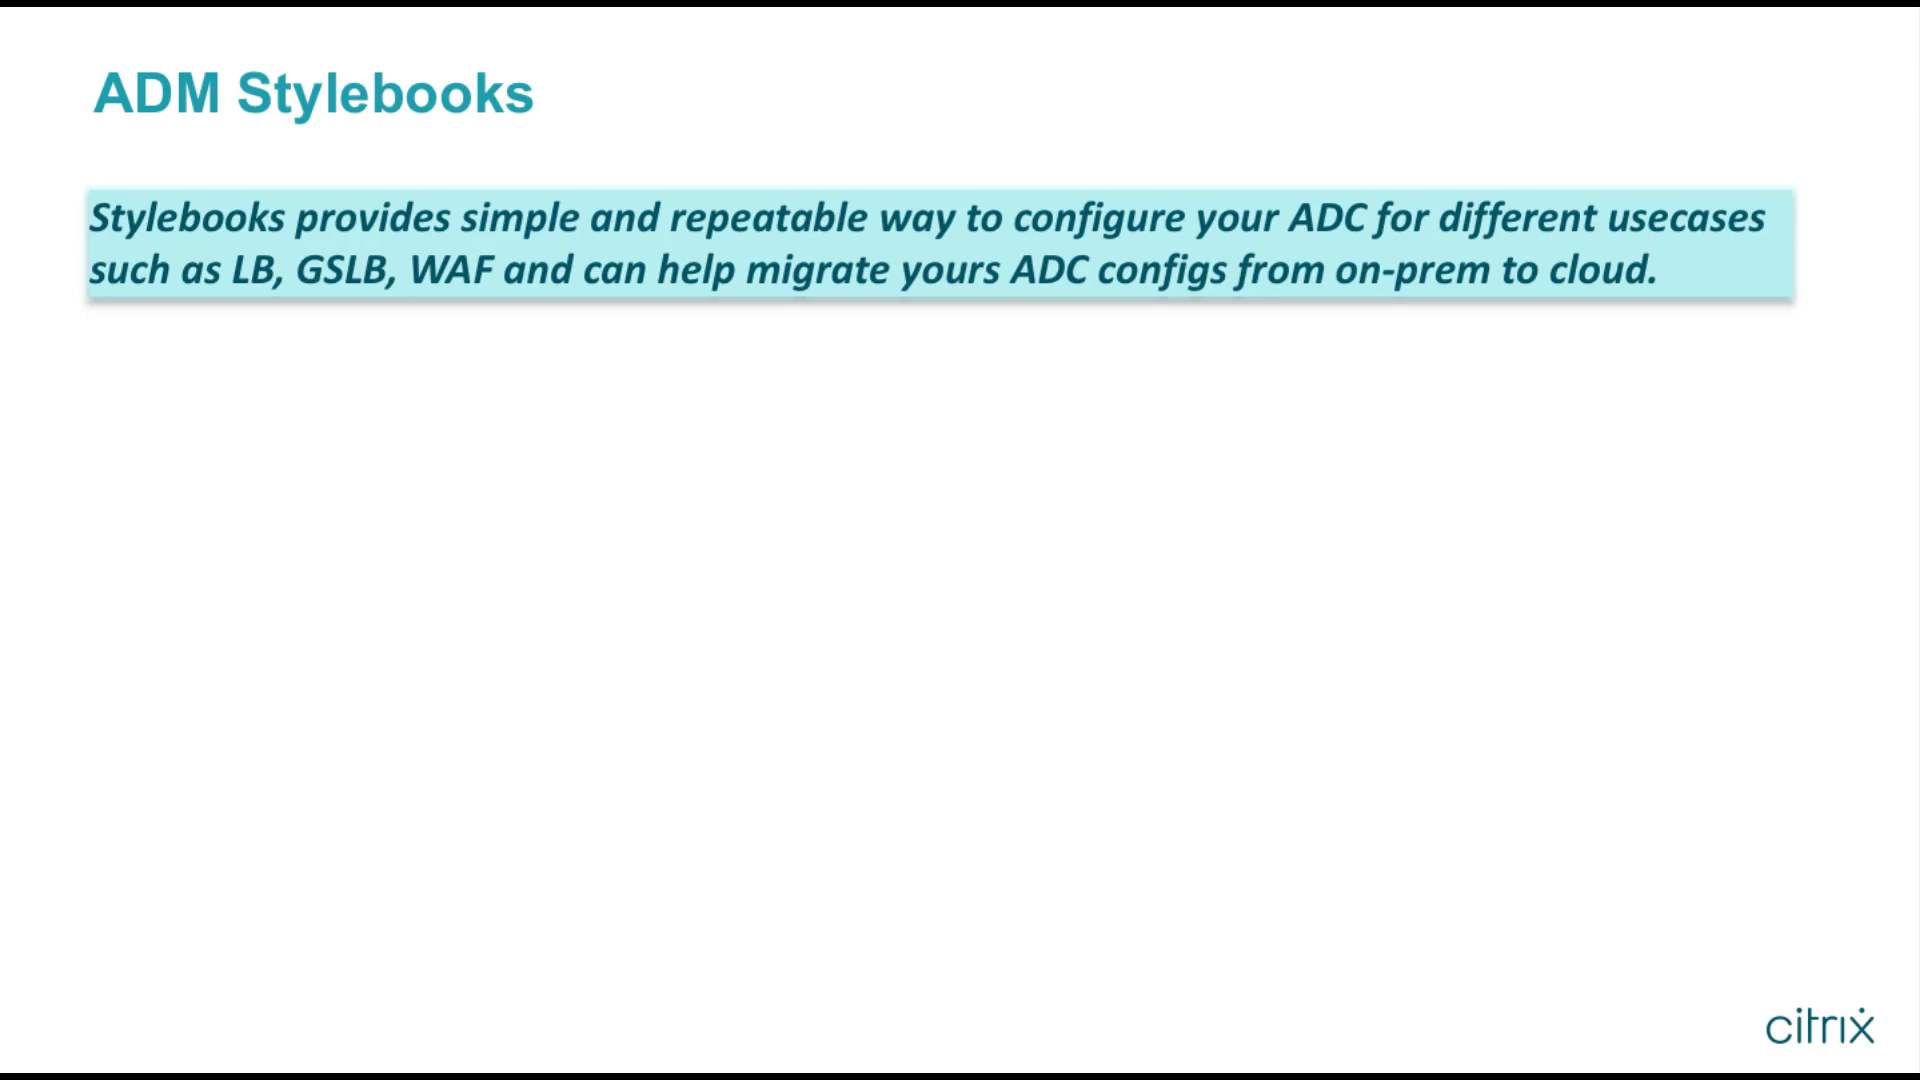 ADM Stylebooks
Stylebooks provides simple and repeatable way to configure your ADC for different usecases
such as LB, GSLB, WAF and can help migrate yours ADC configs from on-prem to cloud.
citrix